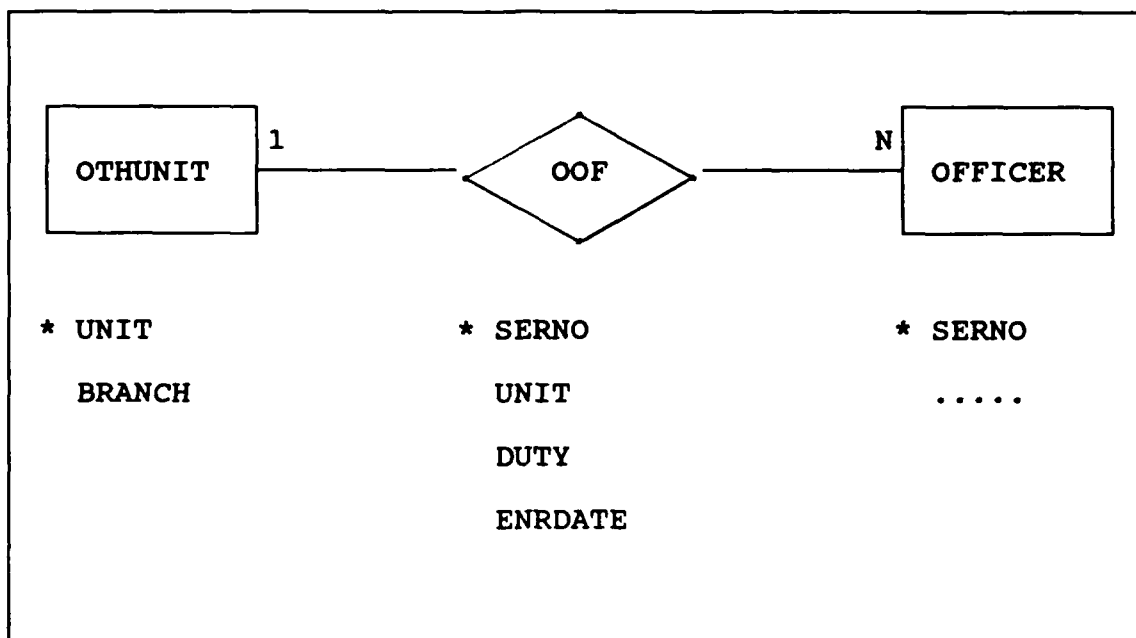 1 N
OTHUNIT OOF OFFICER
* UNIT * SERNO * SERNO
BRANCH UNIT .....
DUTY
ENRDATE